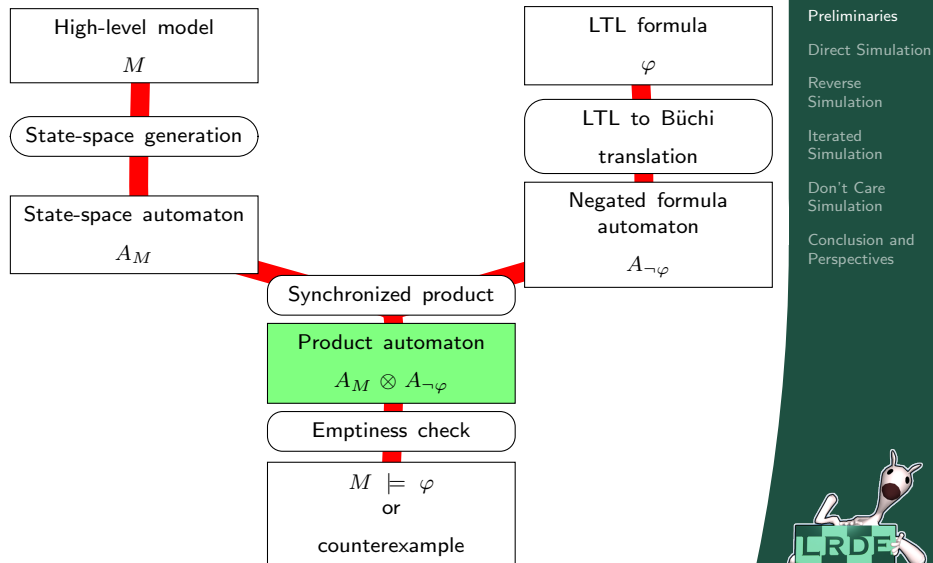 High-level model
M
State-space generation
State-space automaton
A_M
LTL formula
φ
LTL to Büchi
translation
Negated formula
automaton
A_¬φ
Synchronized product
Product automaton
A_M ⊗ A_¬φ
Emptiness check
M ⊨ φ
or
counterexample
Preliminaries
Direct Simulation
Reverse
Simulation
Iterated
Simulation
Don't Care
Simulation
Conclusion and
Perspectives
LRDE